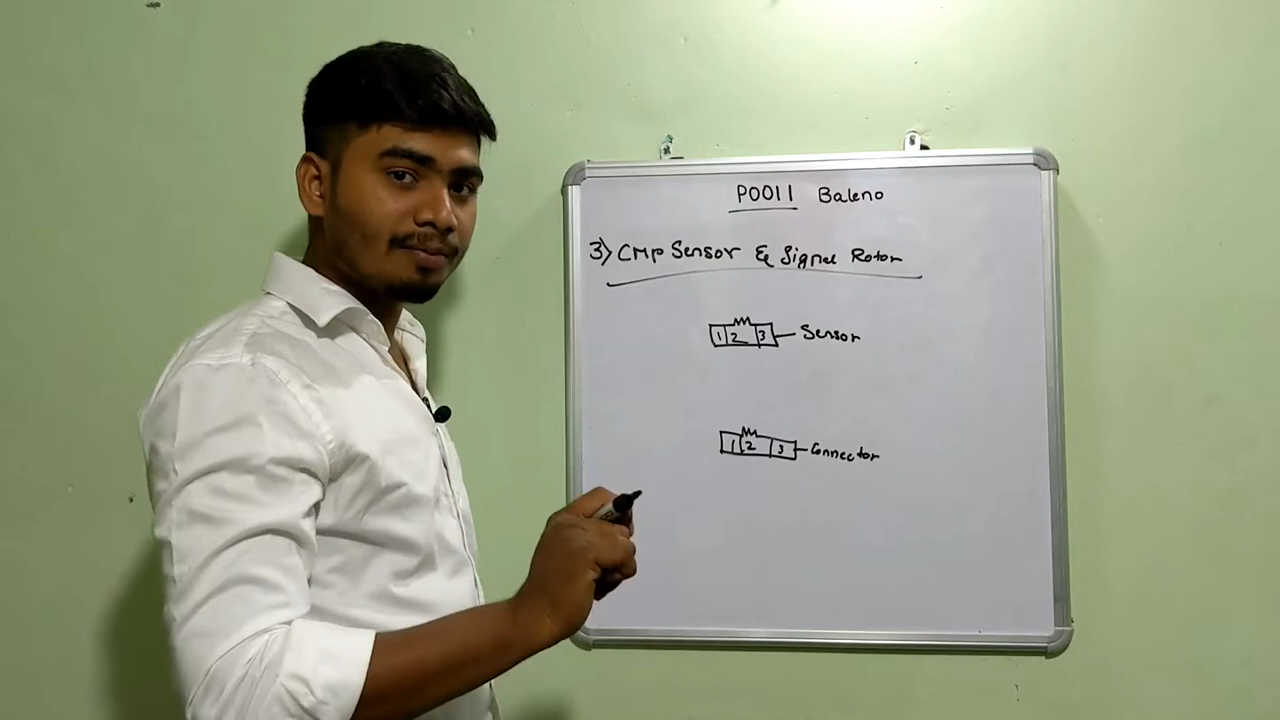 P0011 Baleno
3) CMP Sensor & Signal Rotor
1 2 3 Sensor
1 2 3 Connector